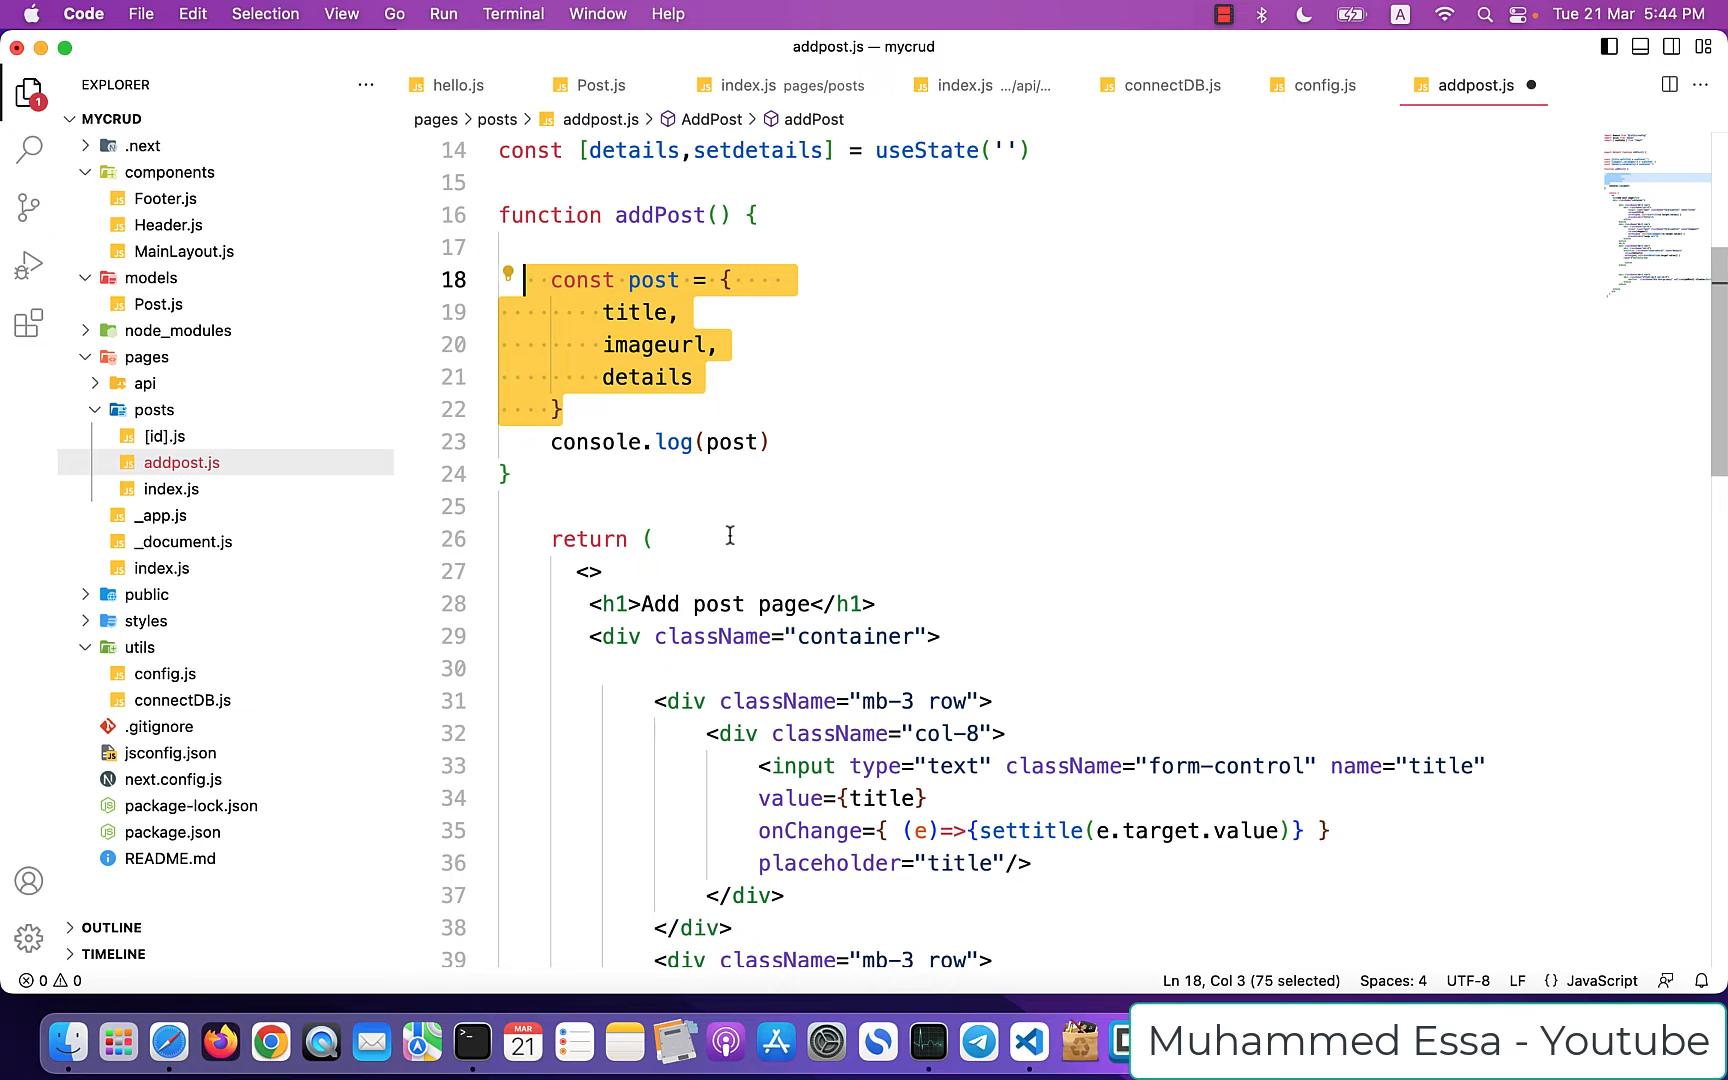 Code File Edit Selection View Go Run Terminal Window Help A Tue 21 Mar 5:44 PM
addpost.js — mycrud
EXPLORER
hello.js Post.js index.js pages/posts index.js .../api/... connectDB.js config.js addpost.js
pages > posts > addpost.js > AddPost > addPost
1
MYCRUD
.next
components
Footer.js
Header.js
MainLayout.js
models
Post.js
node_modules
pages
api
posts
[id].js
addpost.js
index.js
_app.js
_document.js
index.js
public
styles
utils
config.js
connectDB.js
.gitignore
jsconfig.json
next.config.js
package-lock.json
package.json
README.md
OUTLINE
TIMELINE
14 const [details,setdetails] = useState('')
15
16 function addPost() {
17
18 const post = {
19 title,
20 imageurl,
21 details
22 }
23 console.log(post)
24 }
25
26 return (
27 <>
28 <h1>Add post page</h1>
29 <div className="container">
30
31 <div className="mb-3 row">
32 <div className="col-8">
33 <input type="text" className="form-control" name="title"
34 value={title}
35 onChange={ (e)=>{settitle(e.target.value)} }
36 placeholder="title"/>
37 </div>
38 </div>
39 <div className="mb-3 row">
0 0 Ln 18, Col 3 (75 selected) Spaces: 4 UTF-8 LF {} JavaScript
MAR
21
Muhammed Essa - Youtube